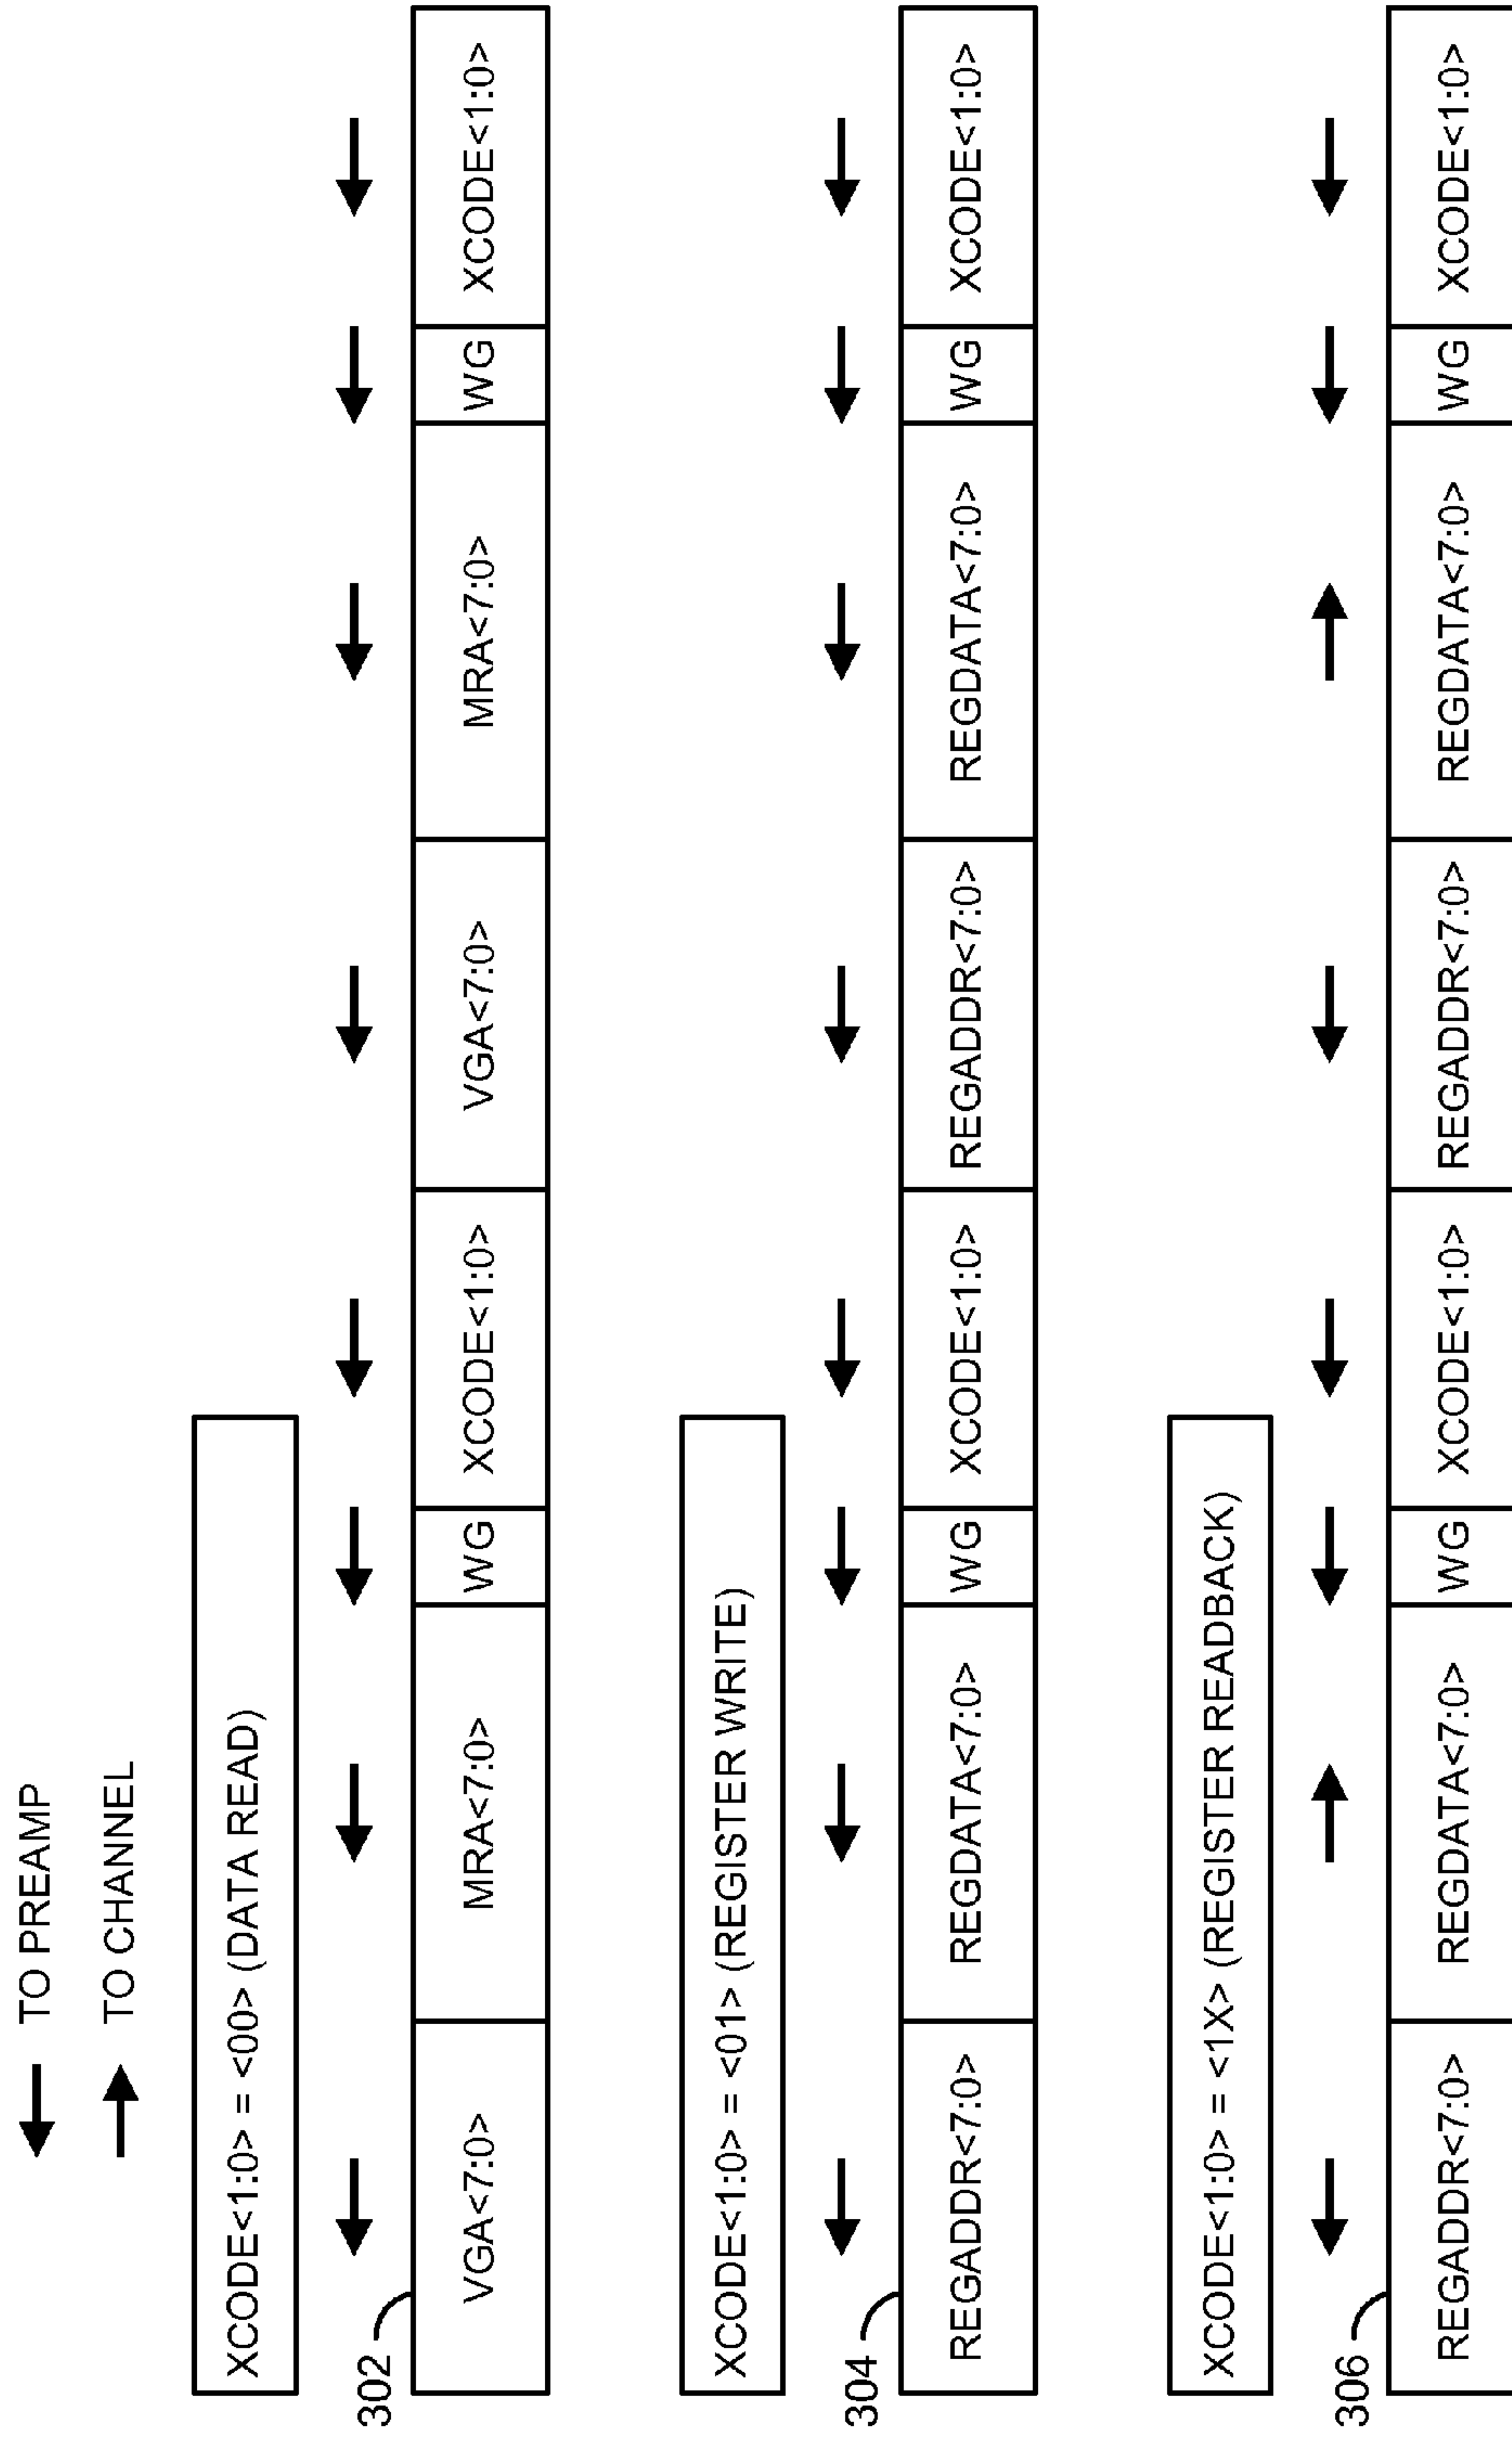 TO PREAMP
TO CHANNEL
XCODE<1:0> = <00> (DATA READ)
302
VGA<7:0> MRA<7:0> WG XCODE<1:0> VGA<7:0> MRA<7:0> WG XCODE<1:0>
XCODE<1:0> = <01> (REGISTER WRITE)
304
REGADDR<7:0> REGDATA<7:0> WG XCODE<1:0> REGADDR<7:0> REGDATA<7:0> WG XCODE<1:0>
XCODE<1:0> = <1X> (REGISTER READBACK)
306
REGADDR<7:0> REGDATA<7:0> WG XCODE<1:0> REGADDR<7:0> REGDATA<7:0> WG XCODE<1:0>